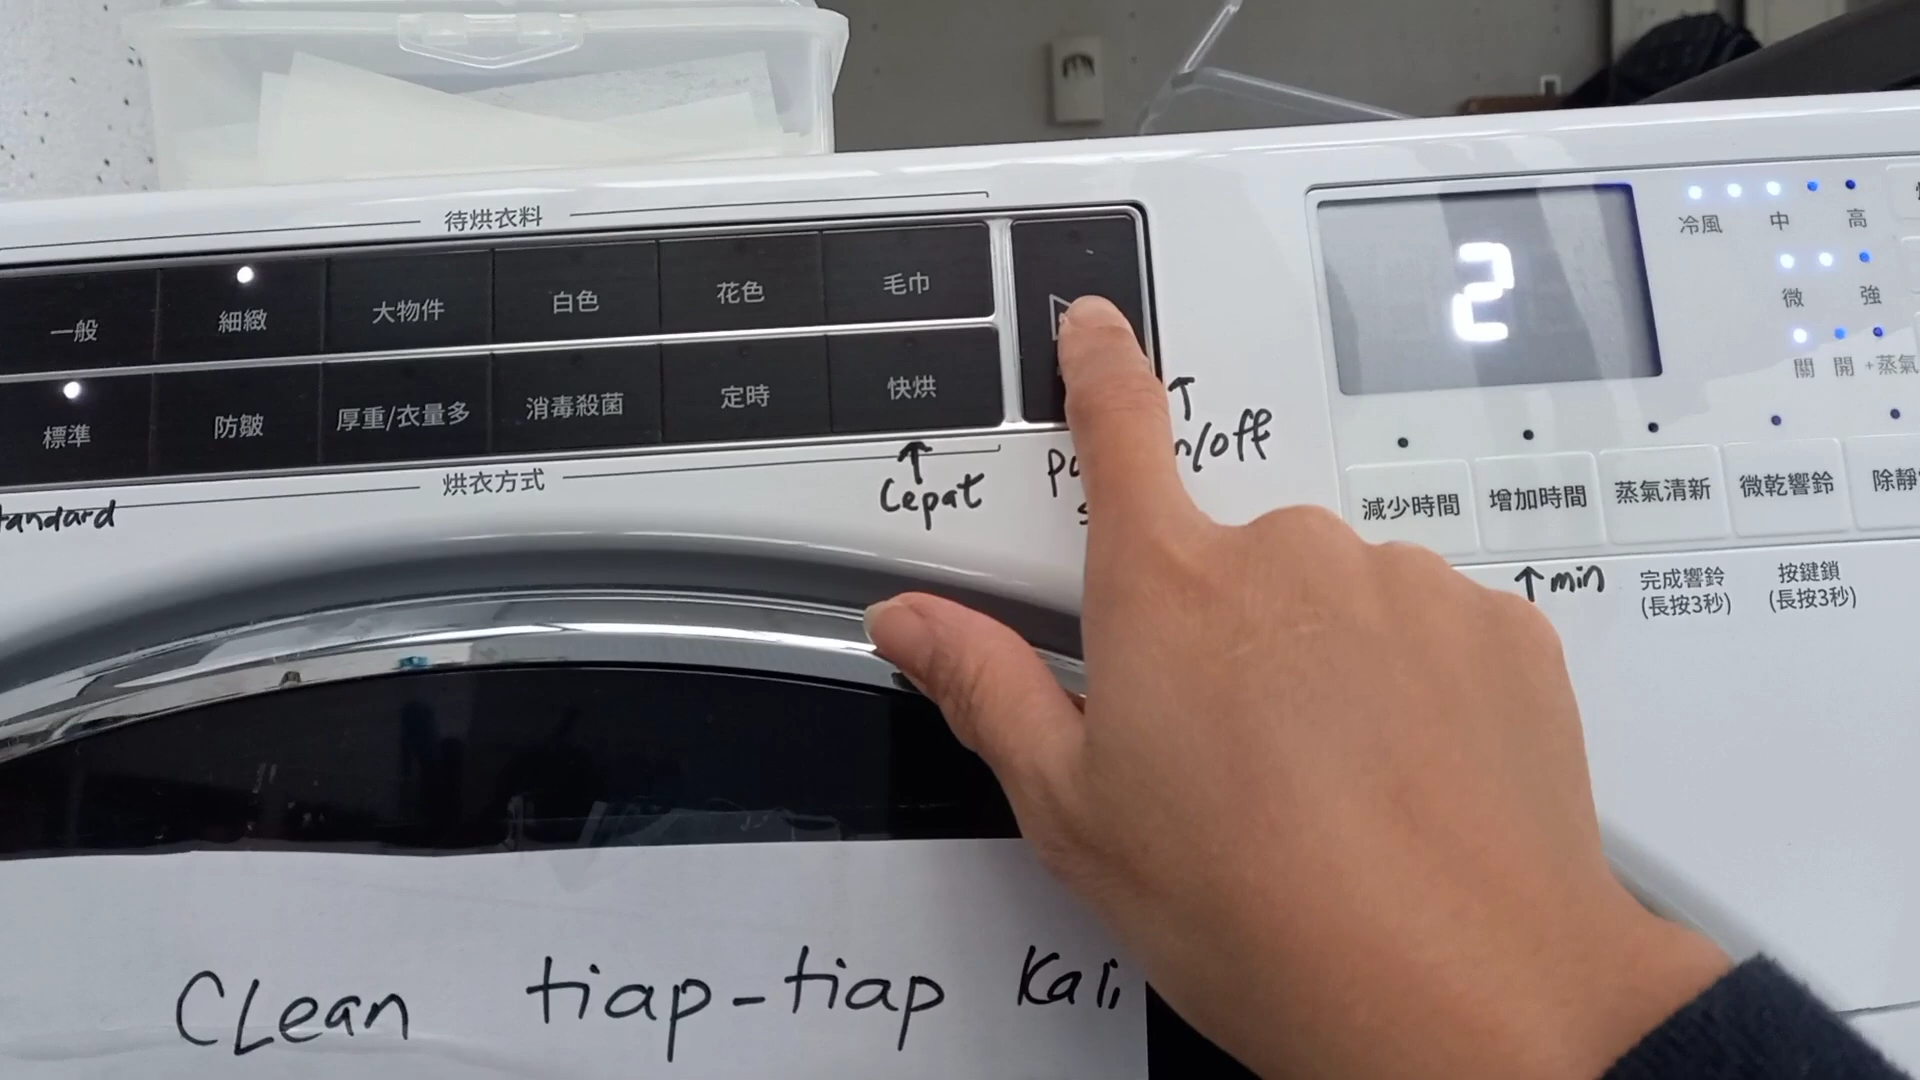 待烘衣料
一般 細緻 大物件 白色 花色 毛巾
標準 防皺 厚重/衣量多 消毒殺菌 定時 快烘
烘衣方式
Cepat
/off
2
冷風 中 高
微 強
關 開 +蒸氣
減少時間 增加時間 蒸氣清新 微乾響鈴 除靜
↑ min
完成響鈴
(長按3秒)
按鍵鎖
(長按3秒)
CLean tiap-tiap Kali